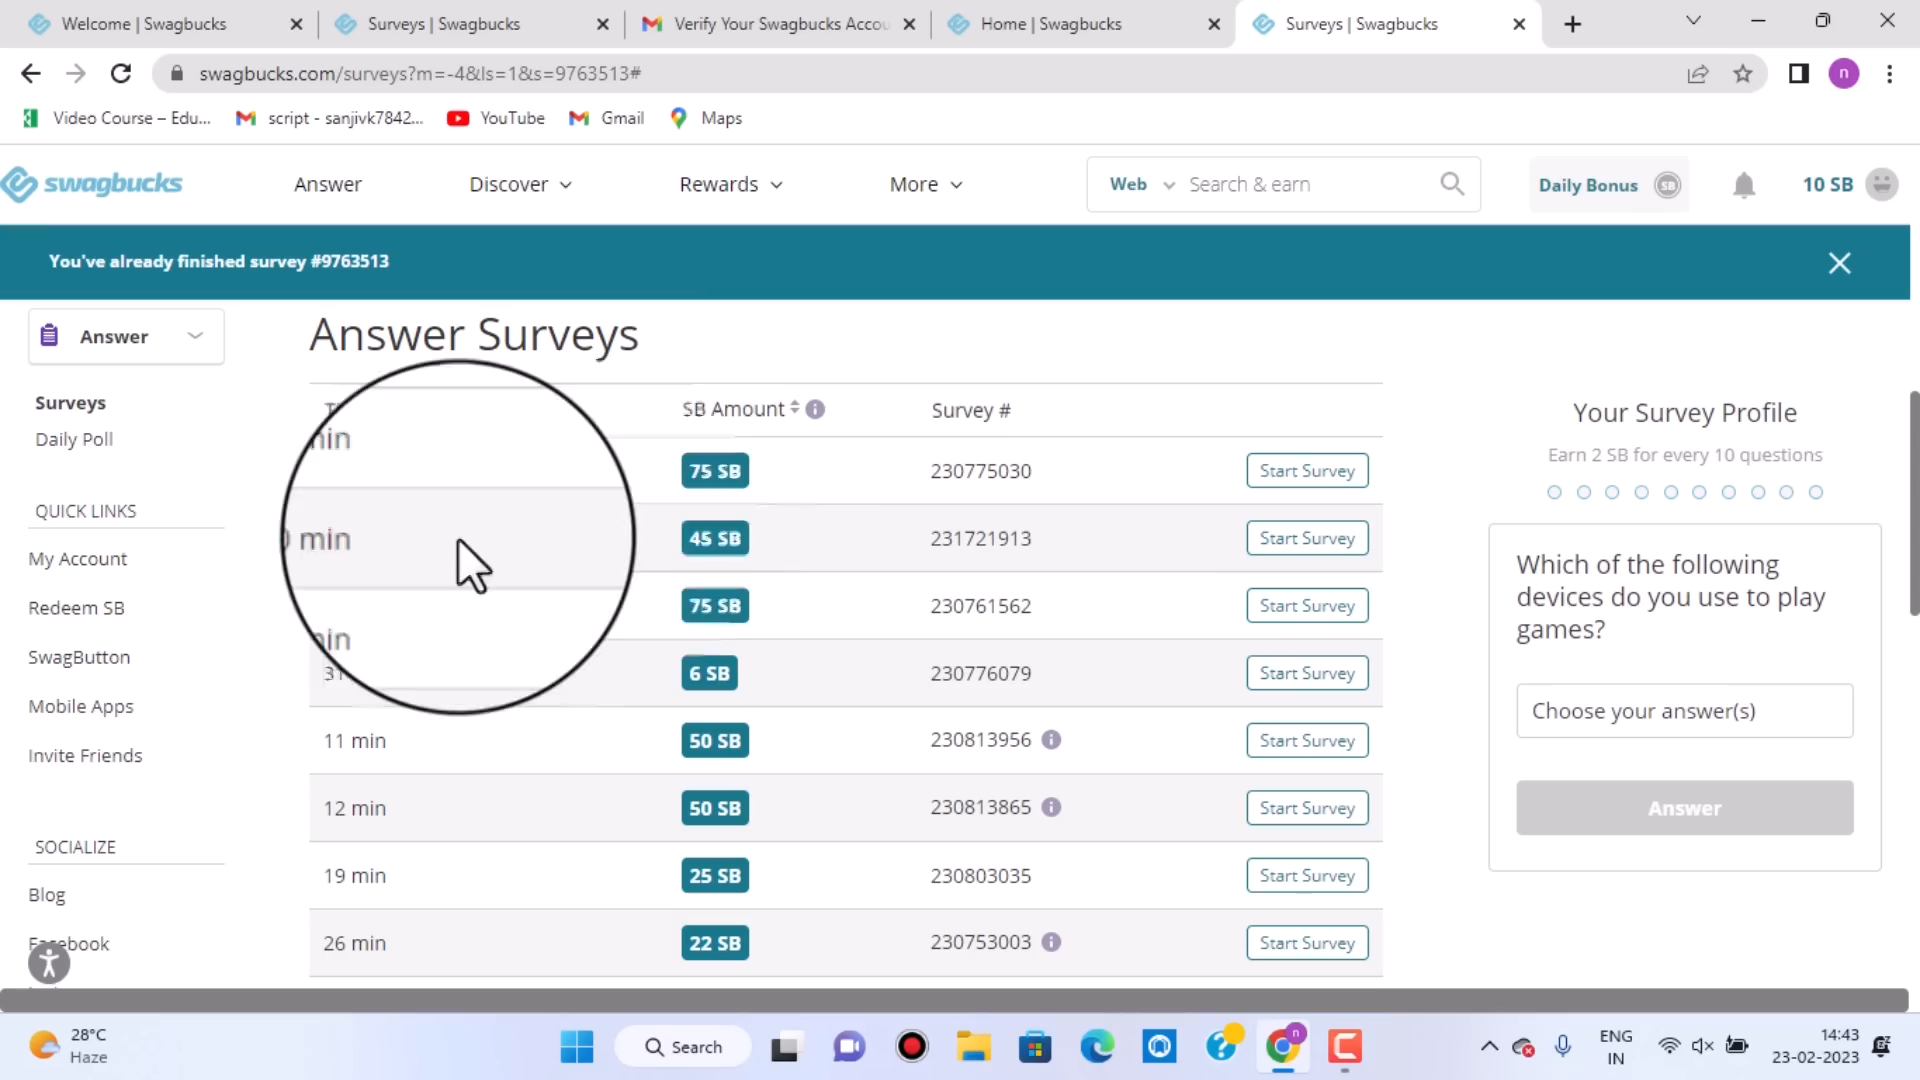 Welcome | Swagbucks
Surveys | Swagbucks
Verify Your Swagbucks Accou
Home | Swagbucks
Surveys | Swagbucks
swagbucks.com/surveys?m=-4&ls=1&s=9763513#
n
Video Course – Edu...
script - sanjivk7842...
YouTube
Gmail
Maps
swagbucks
Answer
Discover
Rewards
More
Web
Search & earn
Daily Bonus
SB
10 SB
You've already finished survey #9763513
Answer
Answer Surveys
Surveys
Daily Poll
SB Amount
Survey #
75 SB
230775030
Start Survey
min
45 SB
231721913
Start Survey
75 SB
230761562
Start Survey
31
6 SB
230776079
Start Survey
11 min
50 SB
230813956
Start Survey
12 min
50 SB
230813865
Start Survey
19 min
25 SB
230803035
Start Survey
26 min
22 SB
230753003
Start Survey
QUICK LINKS
My Account
Redeem SB
SwagButton
Mobile Apps
Invite Friends
SOCIALIZE
Blog
Facebook
Your Survey Profile
Earn 2 SB for every 10 questions
Which of the following
devices do you use to play
games?
Choose your answer(s)
Answer
28°C
Haze
Search
n
ENG
IN
14:43
23-02-2023